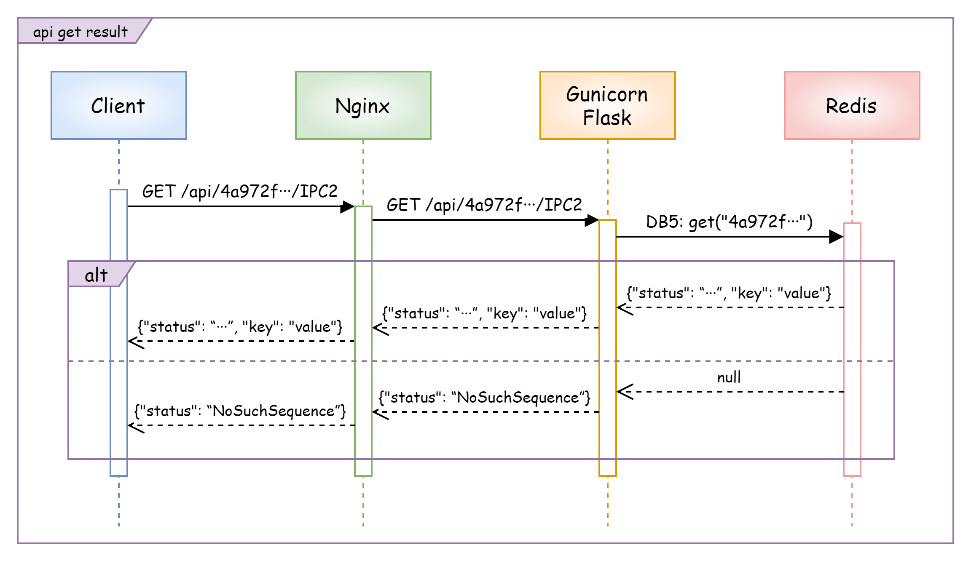 api get result
Client
Nginx
Gunicorn
Flask
Redis
GET /api/4a972f···/IPC2
GET /api/4a972f···/IPC2
DB5: get("4a972f···")
alt
{"status": “···”, "key": "value"}
{"status": “···”, "key": "value"}
{"status": “···”, "key": "value"}
null
{"status": “NoSuchSequence”}
{"status": “NoSuchSequence”}